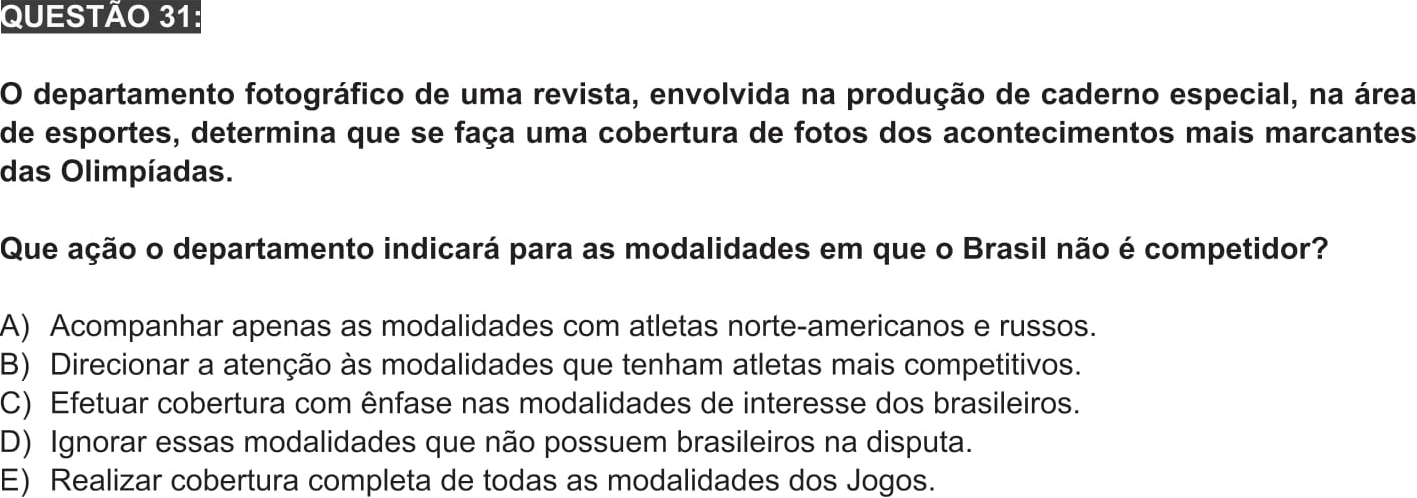 QUESTÃO 31:
O departamento fotográfico de uma revista, envolvida na produção de caderno especial, na área
de esportes, determina que se faça uma cobertura de fotos dos acontecimentos mais marcantes
das Olimpíadas.
Que ação o departamento indicará para as modalidades em que o Brasil não é competidor?
A) Acompanhar apenas as modalidades com atletas norte-americanos e russos.
B) Direcionar a atenção às modalidades que tenham atletas mais competitivos.
C) Efetuar cobertura com ênfase nas modalidades de interesse dos brasileiros.
D) Ignorar essas modalidades que não possuem brasileiros na disputa.
E) Realizar cobertura completa de todas as modalidades dos Jogos.